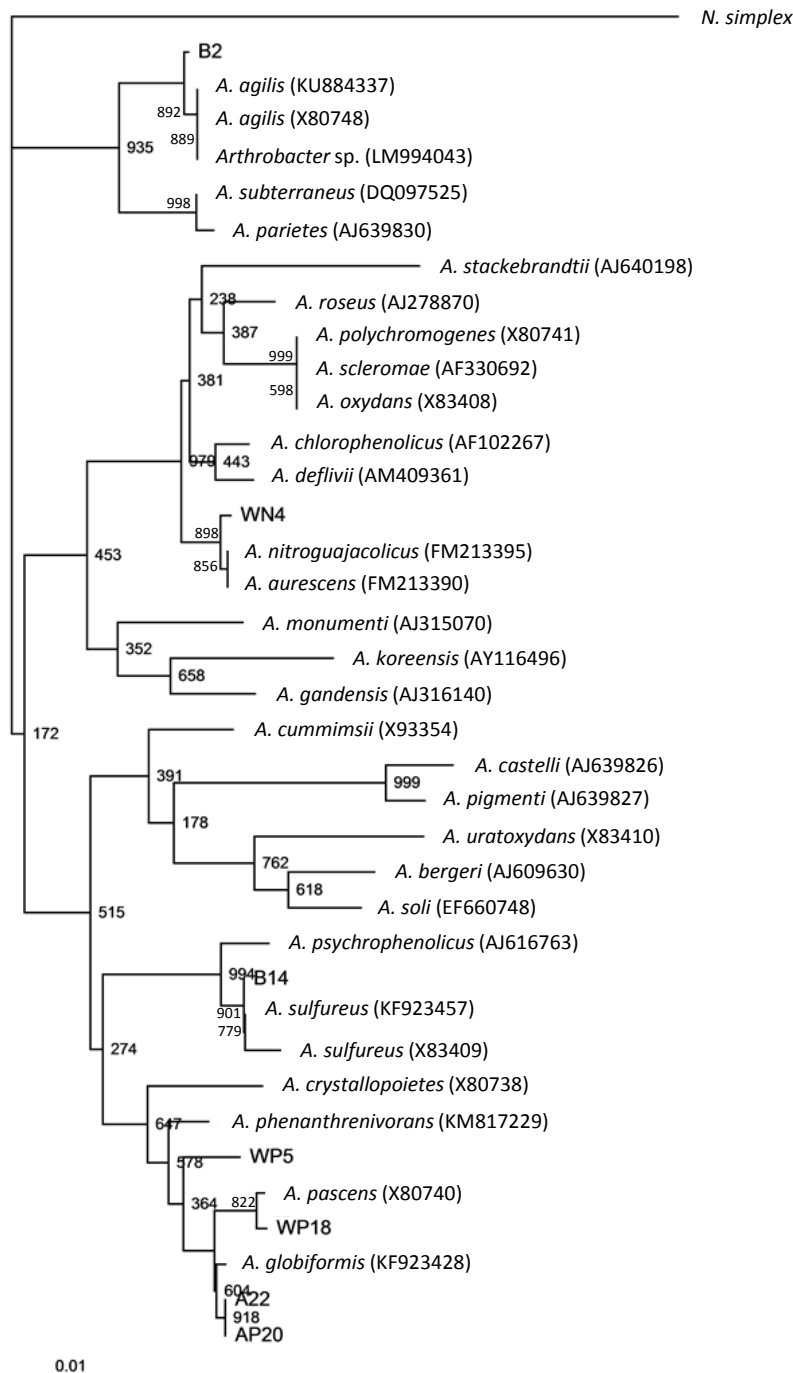 N. simplex
B2
A. agilis (KU884337)
892
A. agilis (X80748)
889
935
Arthrobacter sp. (LM994043)
A. subterraneus (DQ097525)
998
A. parietes (AJ639830)
A. stackebrandtii (AJ640198)
238
A. roseus (AJ278870)
387
A. polychromogenes (X80741)
999
A. scleromae (AF330692)
381
598
A. oxydans (X83408)
A. chlorophenolicus (AF102267)
979
443
A. deflivii (AM409361)
WN4
898
A. nitroguajacolicus (FM213395)
453
856
A. aurescens (FM213390)
A. monumenti (AJ315070)
352
A. koreensis (AY116496)
658
A. gandensis (AJ316140)
172
A. cummimsii (X93354)
391
A. castelli (AJ639826)
999
A. pigmenti (AJ639827)
178
A. uratoxydans (X83410)
762
A. bergeri (AJ609630)
618
A. soli (EF660748)
515
A. psychrophenolicus (AJ616763)
994
B14
901
A. sulfureus (KF923457)
779
274
A. sulfureus (X83409)
A. crystallopoietes (X80738)
647
A. phenanthrenivorans (KM817229)
578
WP5
364
822
A. pascens (X80740)
WP18
A. globiformis (KF923428)
604
A22
918
AP20
0.01